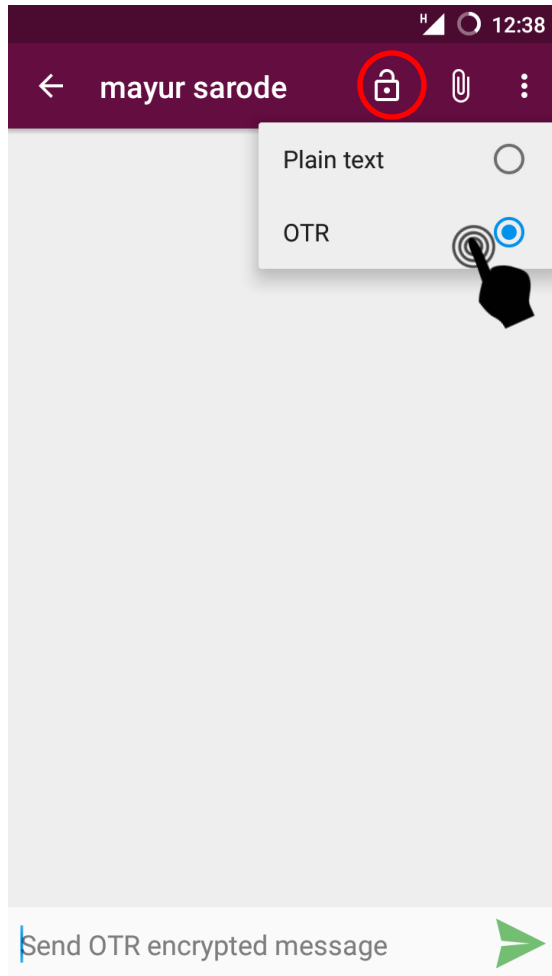 H 12:38
mayur sarode
Plain text
OTR
Send OTR encrypted message